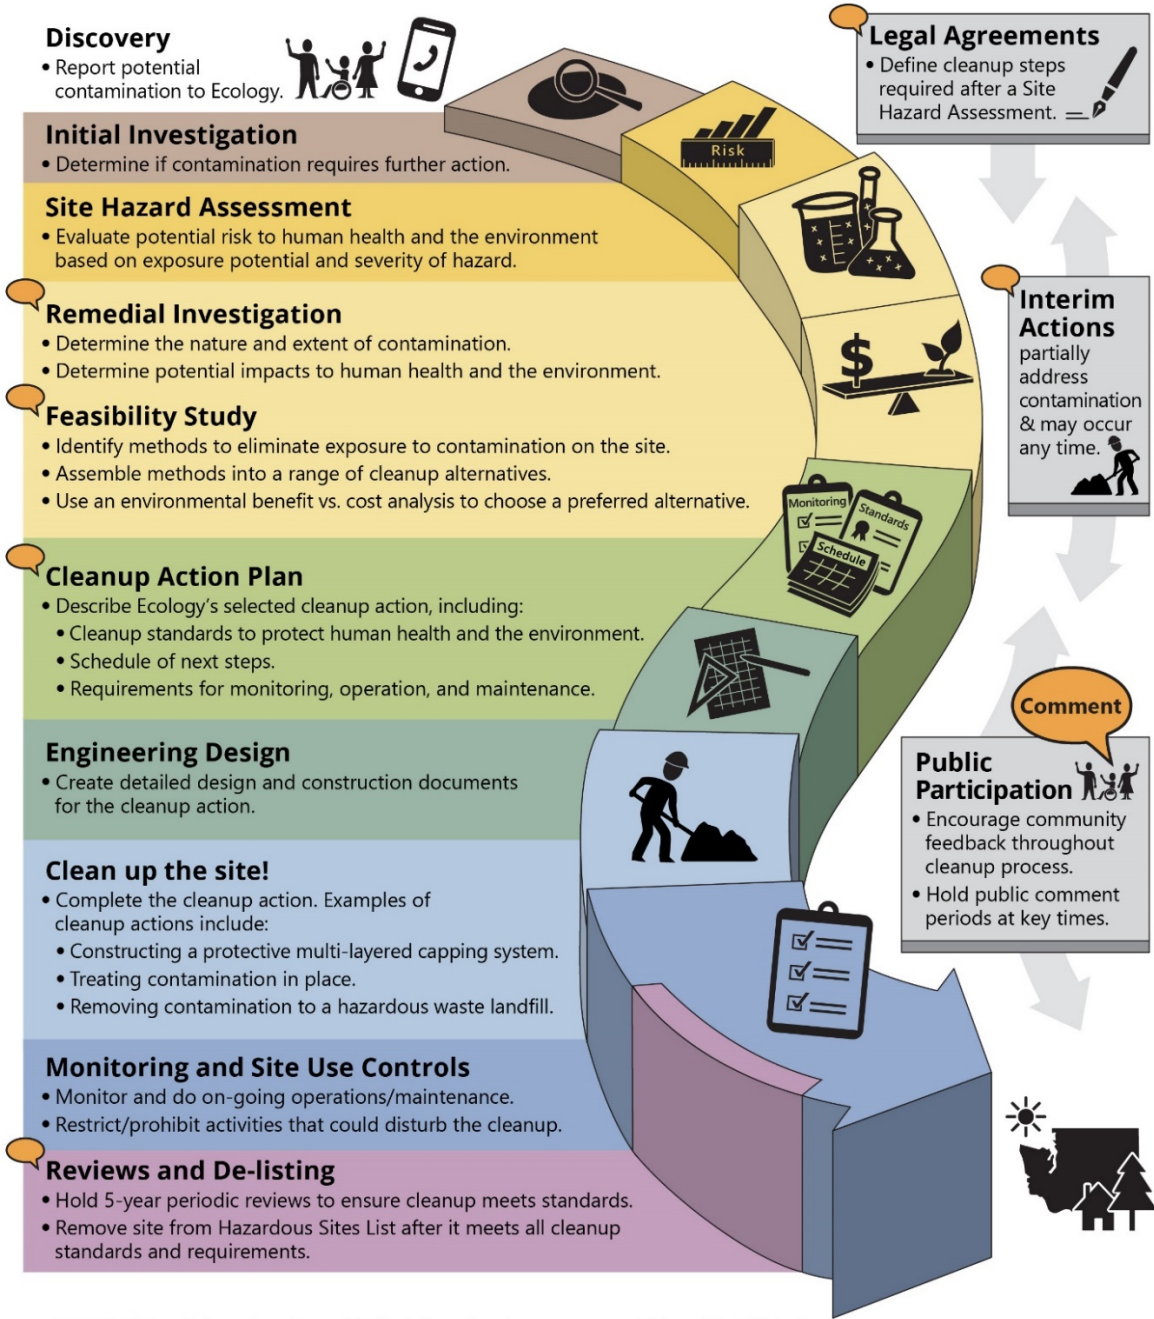 Discovery
• Report potential
contamination to Ecology.
Initial Investigation
• Determine if contamination requires further action.
Site Hazard Assessment
• Evaluate potential risk to human health and the environment
based on exposure potential and severity of hazard.
Remedial Investigation
• Determine the nature and extent of contamination.
• Determine potential impacts to human health and the environment.
Feasibility Study
• Identify methods to eliminate exposure to contamination on the site.
• Assemble methods into a range of cleanup alternatives.
• Use an environmental benefit vs. cost analysis to choose a preferred alternative.
Cleanup Action Plan
• Describe Ecology's selected cleanup action, including:
• Cleanup standards to protect human health and the environment.
• Schedule of next steps.
• Requirements for monitoring, operation, and maintenance.
Engineering Design
• Create detailed design and construction documents
for the cleanup action.
Clean up the site!
• Complete the cleanup action. Examples of
cleanup actions include:
• Constructing a protective multi-layered capping system.
• Treating contamination in place.
• Removing contamination to a hazardous waste landfill.
Monitoring and Site Use Controls
• Monitor and do on-going operations/maintenance.
• Restrict/prohibit activities that could disturb the cleanup.
Reviews and De-listing
• Hold 5-year periodic reviews to ensure cleanup meets standards.
• Remove site from Hazardous Sites List after it meets all cleanup
standards and requirements.
Risk
$
Monitoring
Standards
Schedule
Legal Agreements
• Define cleanup steps
required after a Site
Hazard Assessment.
Interim
Actions
partially
address
contamination
& may occur
any time.
Comment
Public
Participation
• Encourage community
feedback throughout
cleanup process.
• Hold public comment
periods at key times.